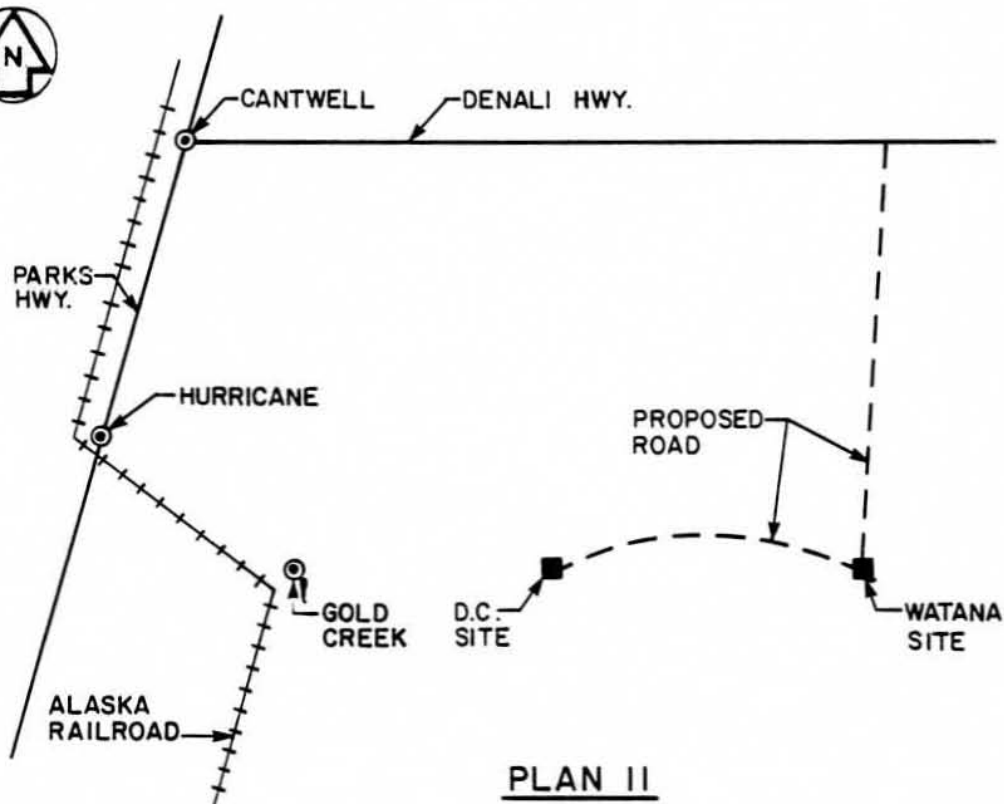 N
CANTWELL
DENALI HWY.
PARKS
HWY.
HURRICANE
PROPOSED
ROAD
GOLD
CREEK
D.C.
SITE
WATANA
SITE
ALASKA
RAILROAD
PLAN II